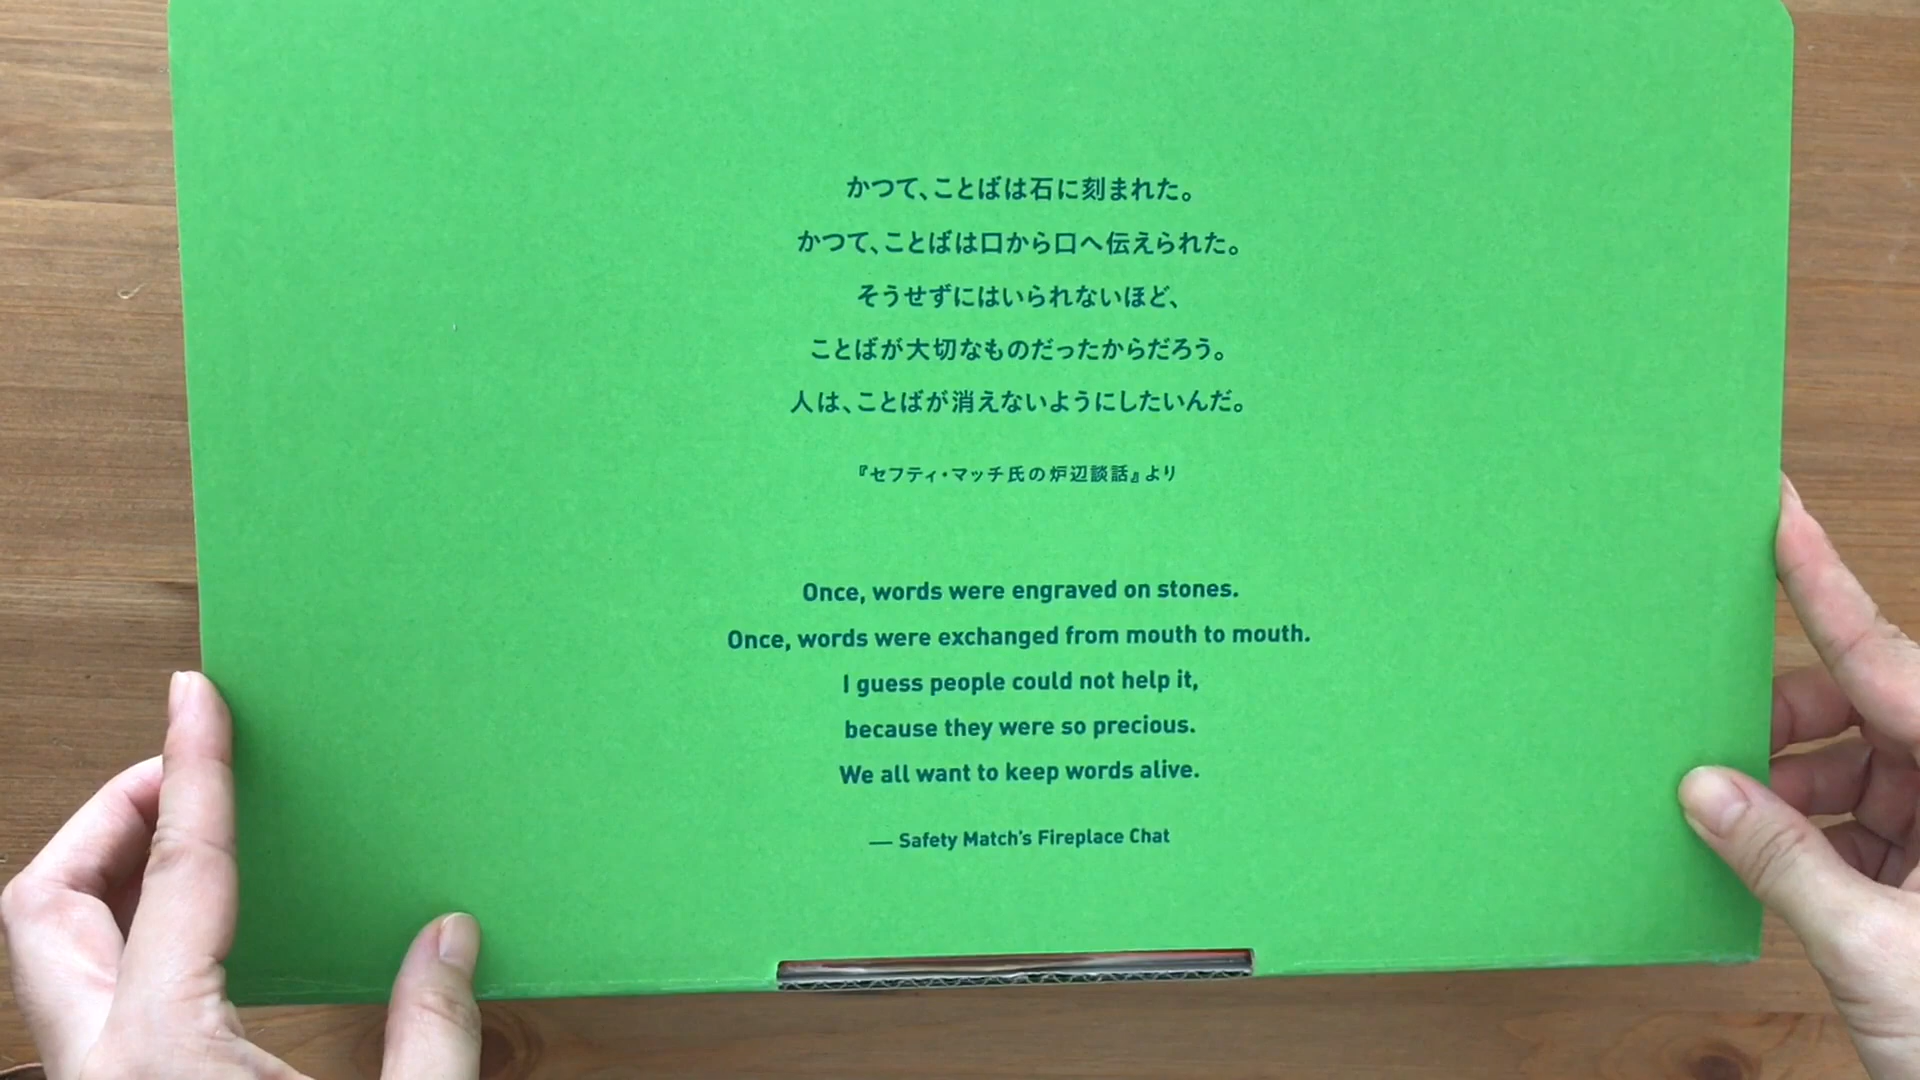 かつて、ことばは石に刻まれた。
かつて、ことばは口から口へ伝えられた。
そうせずにはいられないほど、
ことばが大切なものだったからだろう。
人は、ことばが消えないようにしたいんだ。
『セフティ・マッチ氏の炉辺談話』より
Once, words were engraved on stones.
Once, words were exchanged from mouth to mouth.
I guess people could not help it,
because they were so precious.
We all want to keep words alive.
— Safety Match's Fireplace Chat